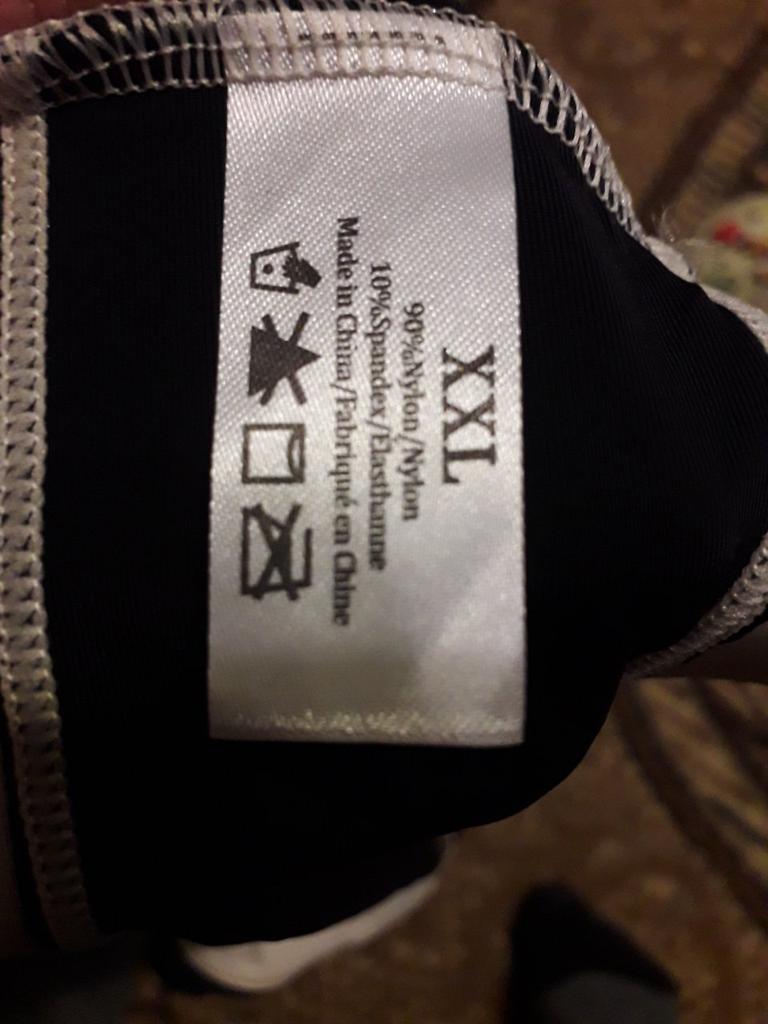 XXL
90%Nylon/Nylon
10%Spandex/Elasthanne
Made in China/Fabriqué en Chine